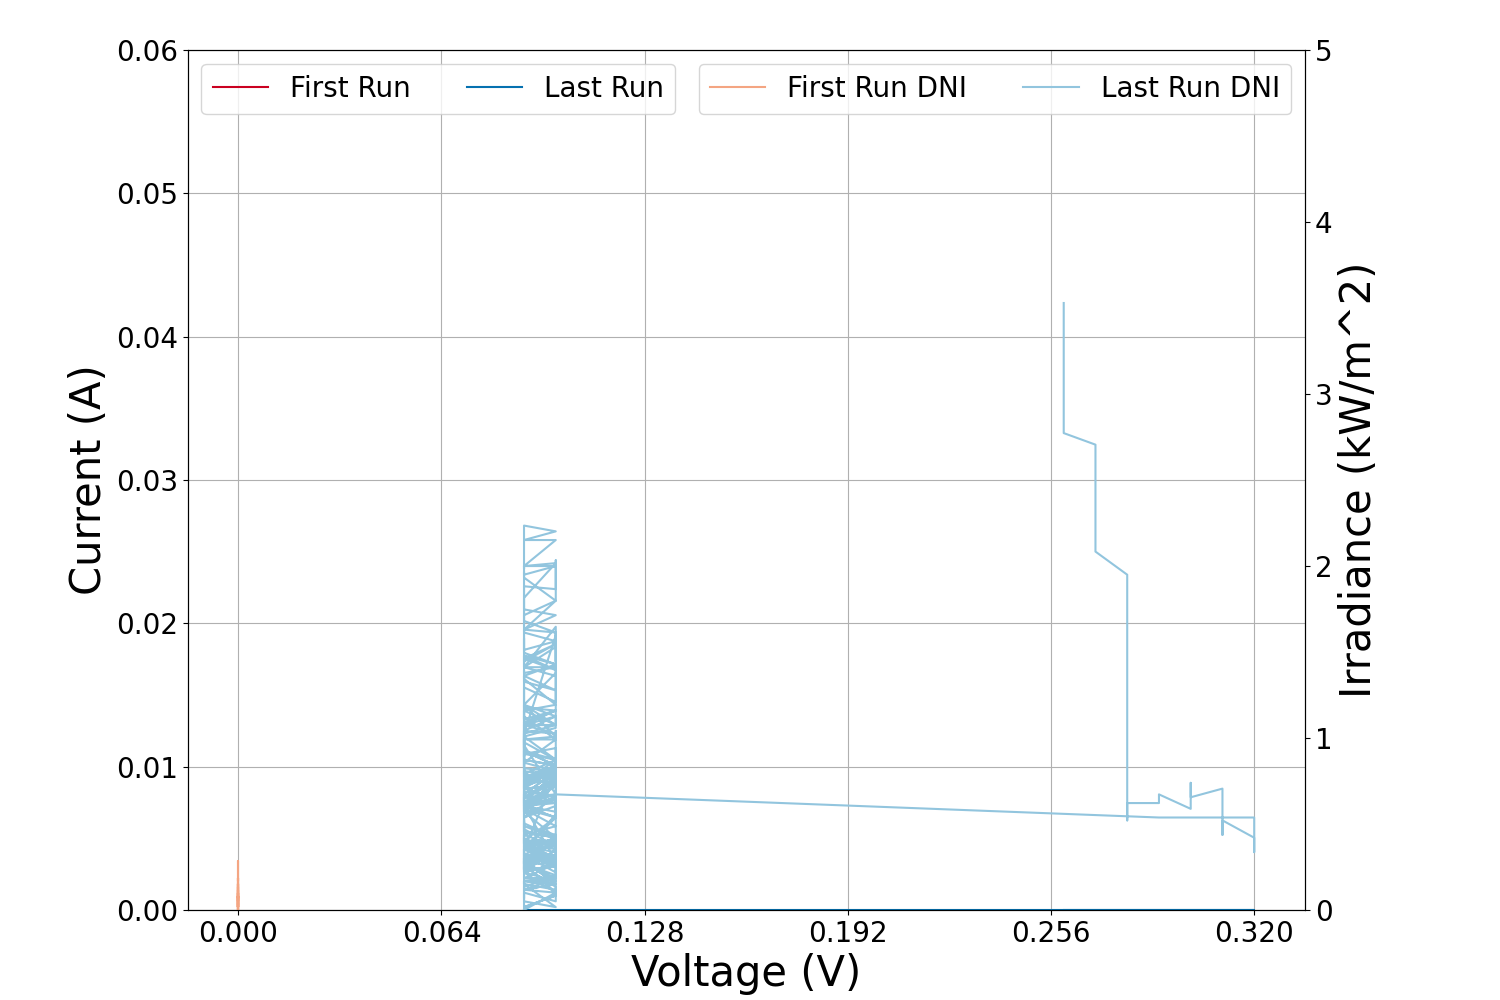 First Run
Last Run
First Run DNI
Last Run DNI
0.06
0.05
0.04
0.03
0.02
0.01
0.00
Current (A)
5
4
3
2
1
0
Irradiance (kW/m^2)
0.000 0.064 0.128 0.192 0.256 0.320
Voltage (V)